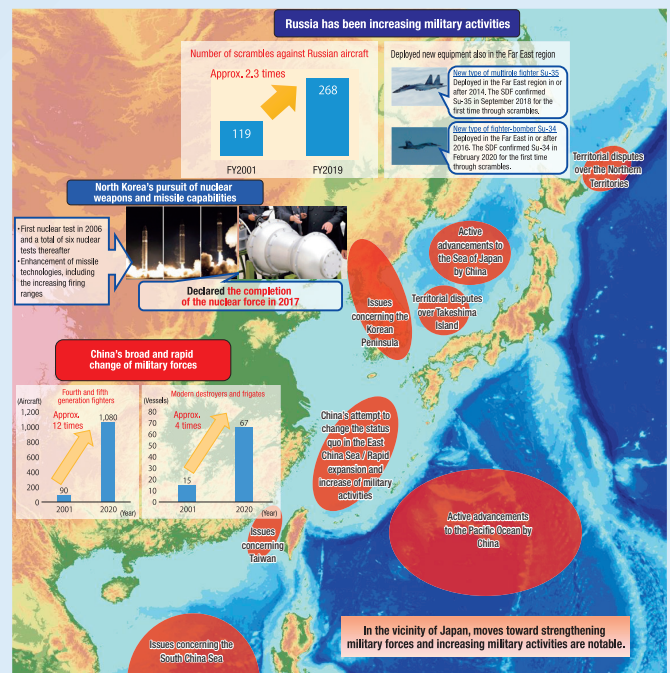 Russia has been increasing military activities
Number of scrambles against Russian aircraft
Approx. 2.3 times
268
119
FY2001
FY2019
Deployed new equipment also in the Far East region
New type of multirole fighter Su-35
Deployed in the Far East region in or
after 2014. The SDF confirmed
Su-35 in September 2018 for the
first time through scrambles.
New type of fighter-bomber Su-34
Deployed in the Far East in or after
2016. The SDF confirmed Su-34 in
February 2020 for the first time
through scrambles.
Territorial disputes
over the Northern
Territories
North Korea's pursuit of nuclear
weapons and missile capabilities
・First nuclear test in 2006
and a total of six nuclear
tests thereafter
・Enhancement of missile
technologies, including
the increasing firing
ranges
Declared the completion
of the nuclear force in 2017
Active
advancements to
the Sea of Japan
by China
Issues
concerning the
Korean
Peninsula
Territorial disputes
over Takeshima
Island
China's broad and rapid
change of military forces
Fourth and fifth
generation fighters
(Aircraft)
1,200
1,000
800
600
400
200
0
Approx.
12 times
1,080
90
2001
2020
(Year)
Modern destroyers and frigates
(Vessels)
80
70
60
50
40
30
20
10
0
Approx.
4 times
67
15
2001
2020
(Year)
China's attempt to
change the status
quo in the East
China Sea / Rapid
expansion and
increase of military
activities
Active advancements
to the Pacific Ocean by
China
Issues
concerning
Taiwan
Issues concerning the
South China Sea
In the vicinity of Japan, moves toward strengthening
military forces and increasing military activities are notable.